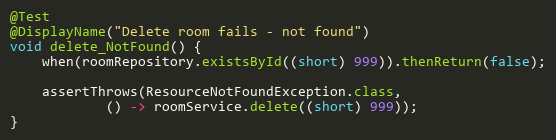 @Test
@DisplayName("Delete room fails - not found")
void delete_NotFound() {
    when(roomRepository.existsById((short) 999)).thenReturn(false);

    assertThrows(ResourceNotFoundException.class,
            () -> roomService.delete((short) 999));
}